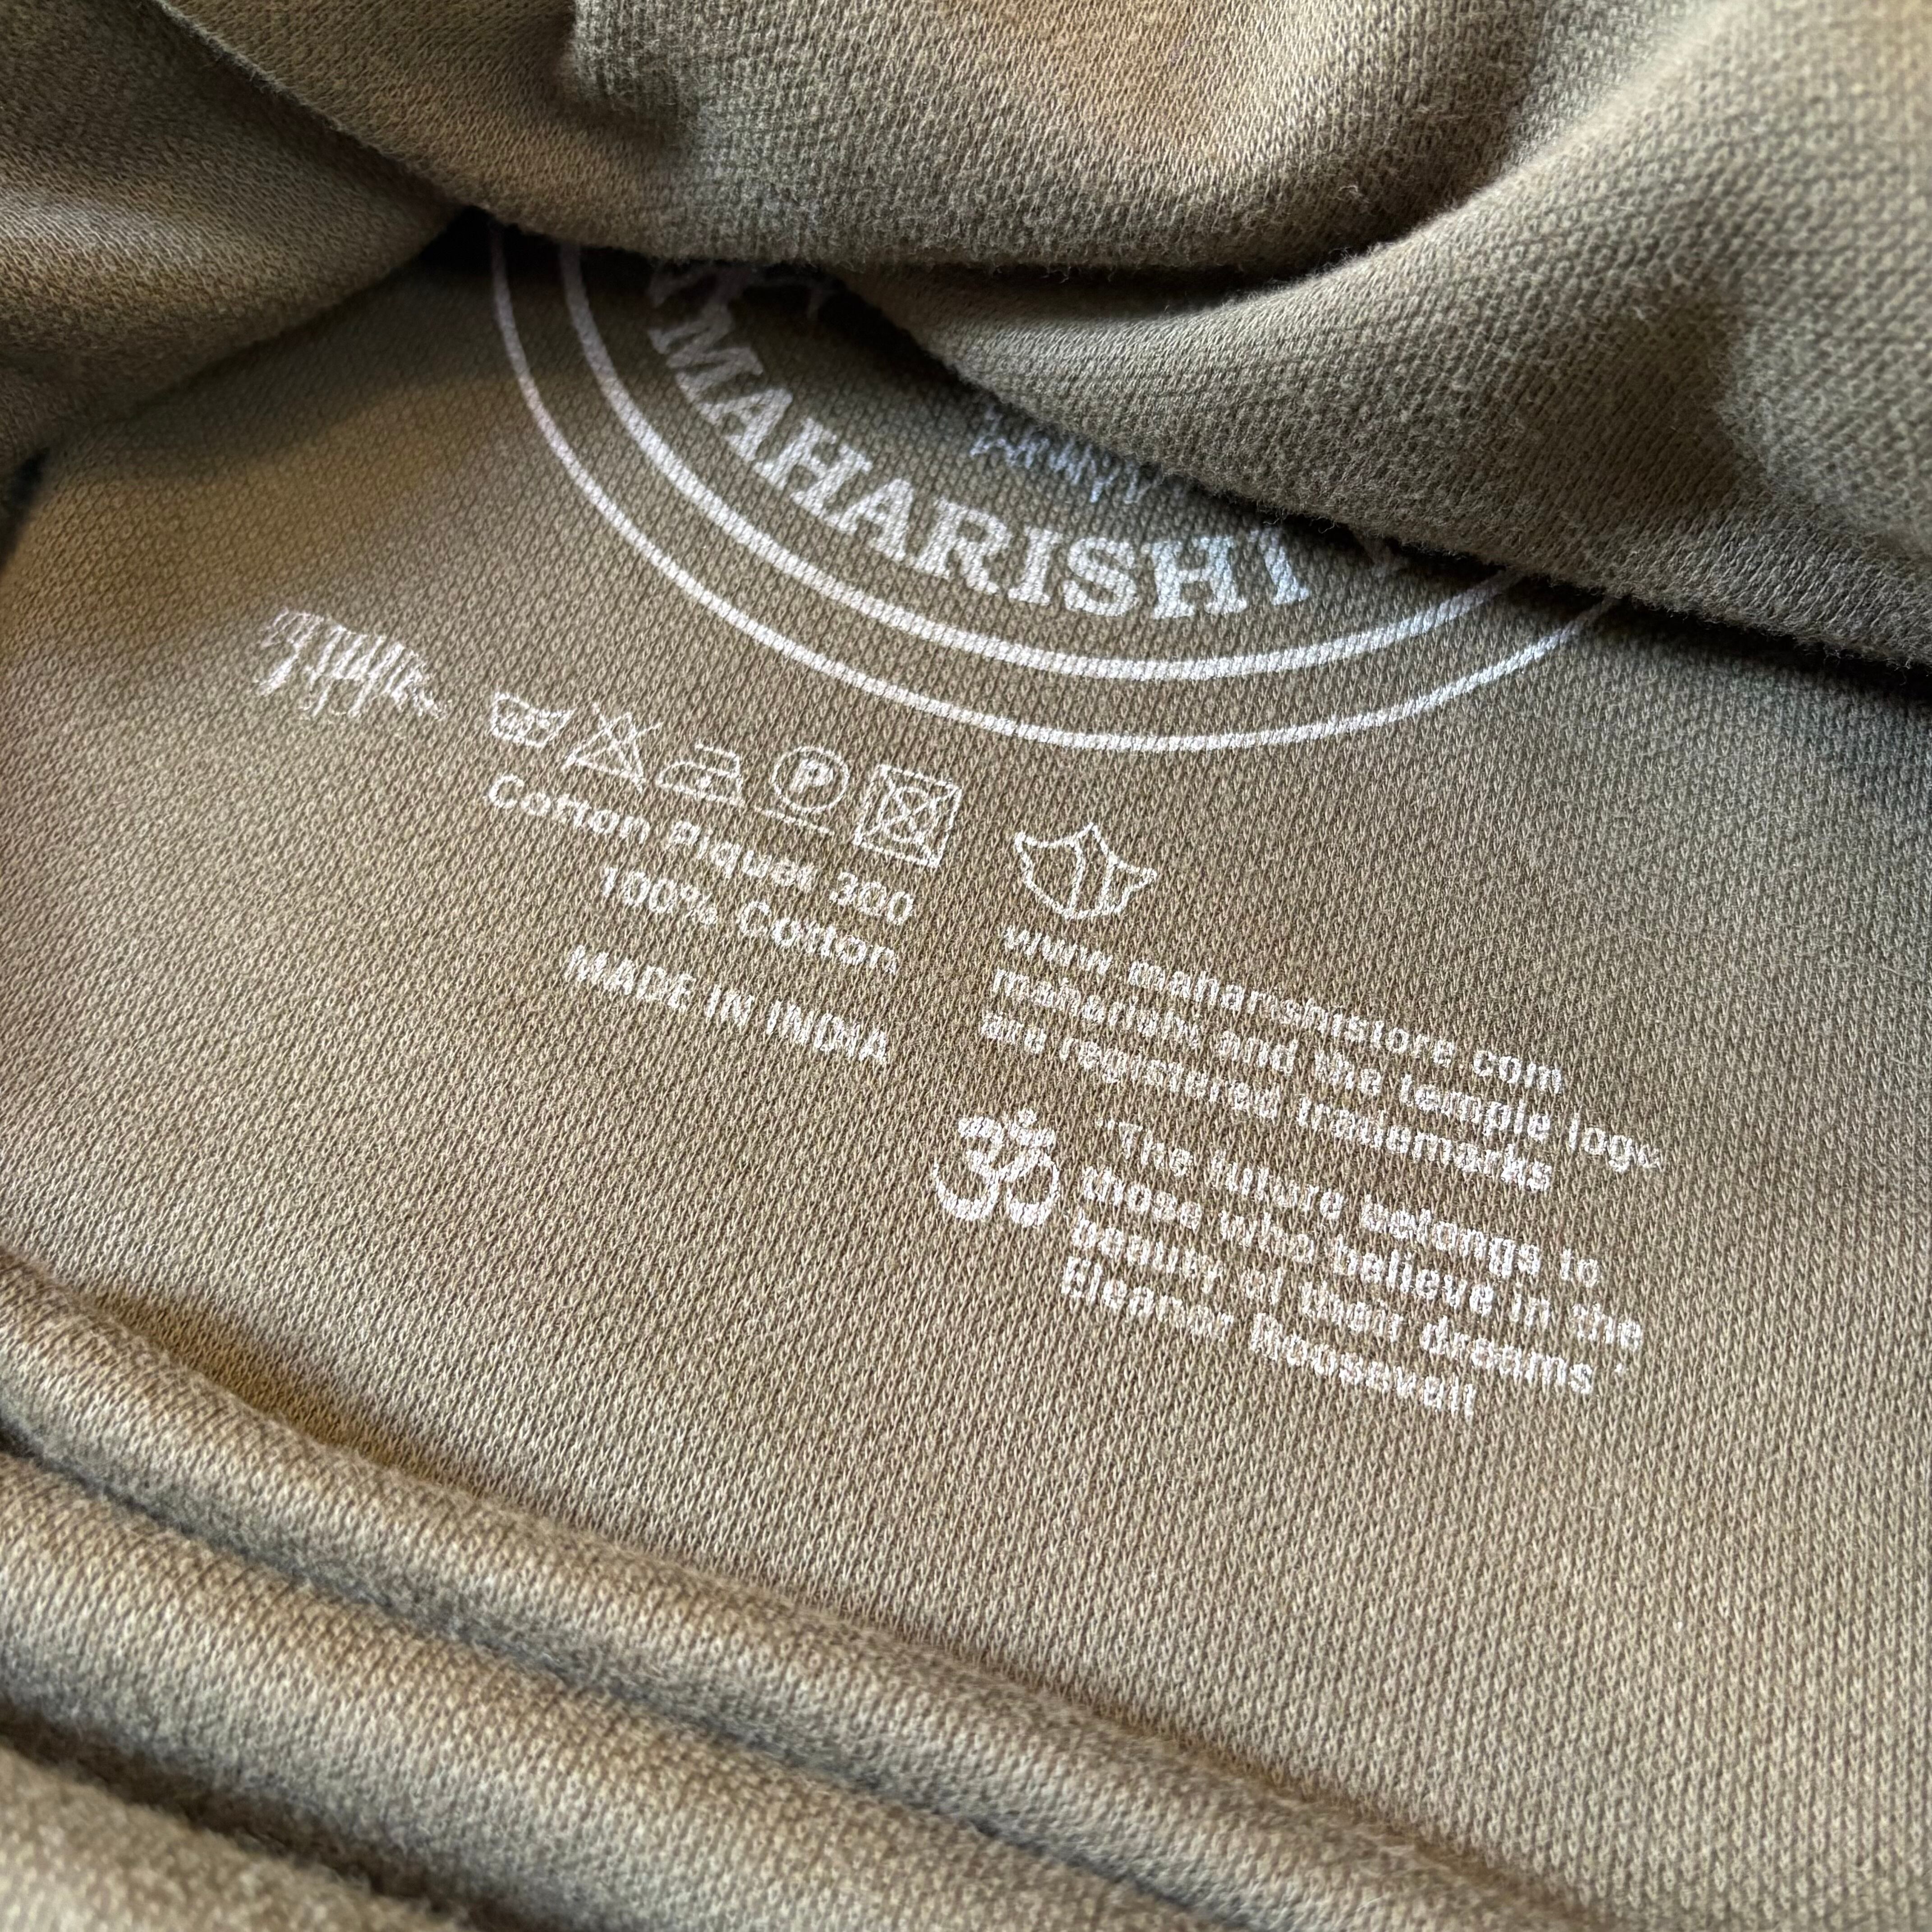 MAHARISHI
40°
P
Cotton Piquet 300
100% Cotton
MADE IN INDIA
www.maharishistore.com
maharishi and the temple logo
are registered trademarks
ॐ
"The future belongs to
those who believe in the
beauty of their dreams."
Eleanor Roosevelt